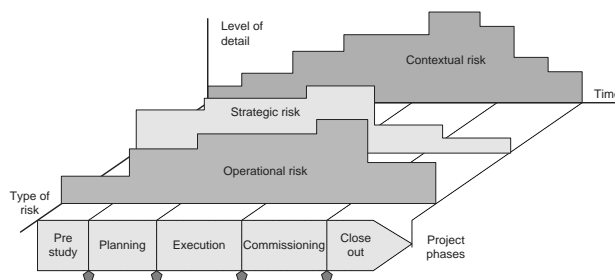 Level of
detail
Contextual risk
Time
Strategic risk
Operational risk
Type of
risk
Pre
study
Planning
Execution
Commissioning
Close
out
Project
phases